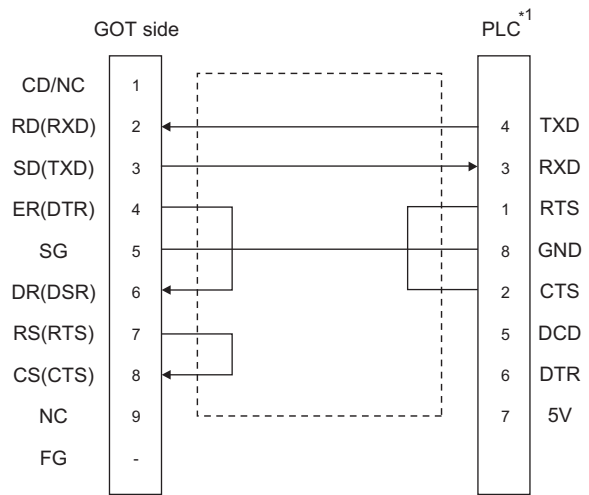 GOT side PLC*1
CD/NC 1
RD(RXD) 2 4 TXD
SD(TXD) 3 3 RXD
ER(DTR) 4 1 RTS
SG 5 8 GND
DR(DSR) 6 2 CTS
RS(RTS) 7 5 DCD
CS(CTS) 8 6 DTR
NC 9 7 5V
FG -